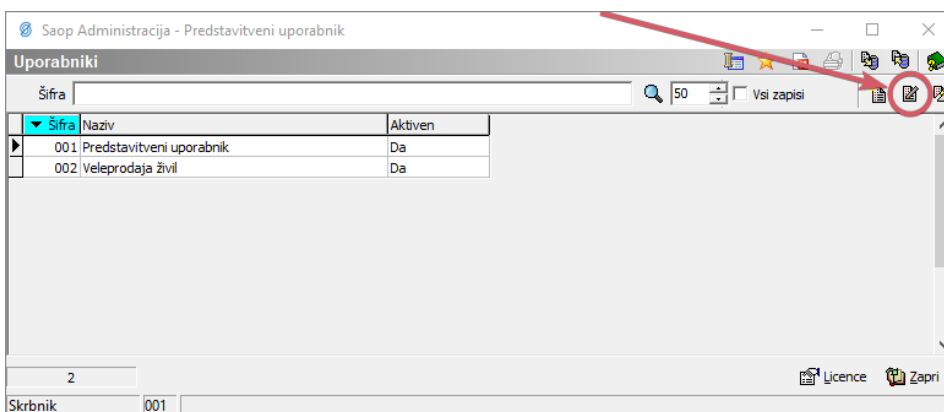 Saop Administracija - Predstavitveni uporabnik
Uporabniki
Šifra 50 Vsi zapisi
Šifra Naziv Aktiven
001 Predstavitveni uporabnik Da
002 Veleprodaja živil Da
2 Licence Zapri
Skrbnik 001